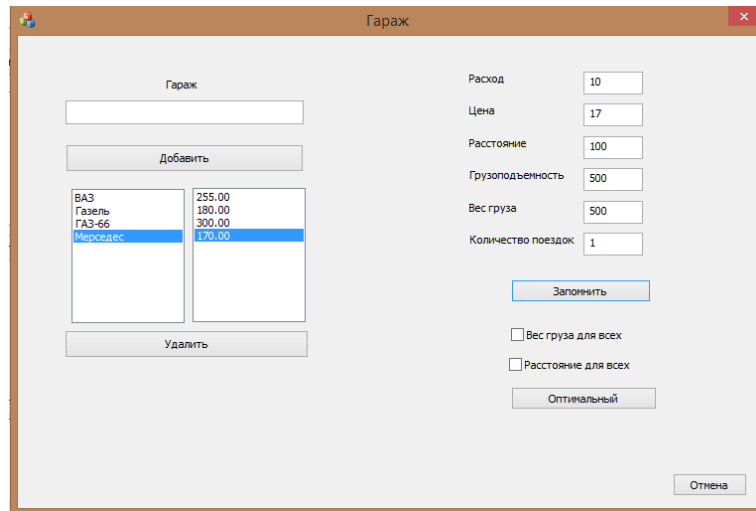 Гараж
Гараж
Добавить
ВАЗ
Газель
ГАЗ-66
Мерседес
255.00
180.00
300.00
170.00
Удалить
Расход 10
Цена 17
Расстояние 100
Грузоподъемность 500
Вес груза 500
Количество поездок 1
Запомнить
Вес груза для всех
Расстояние для всех
Оптимальный
Отмена